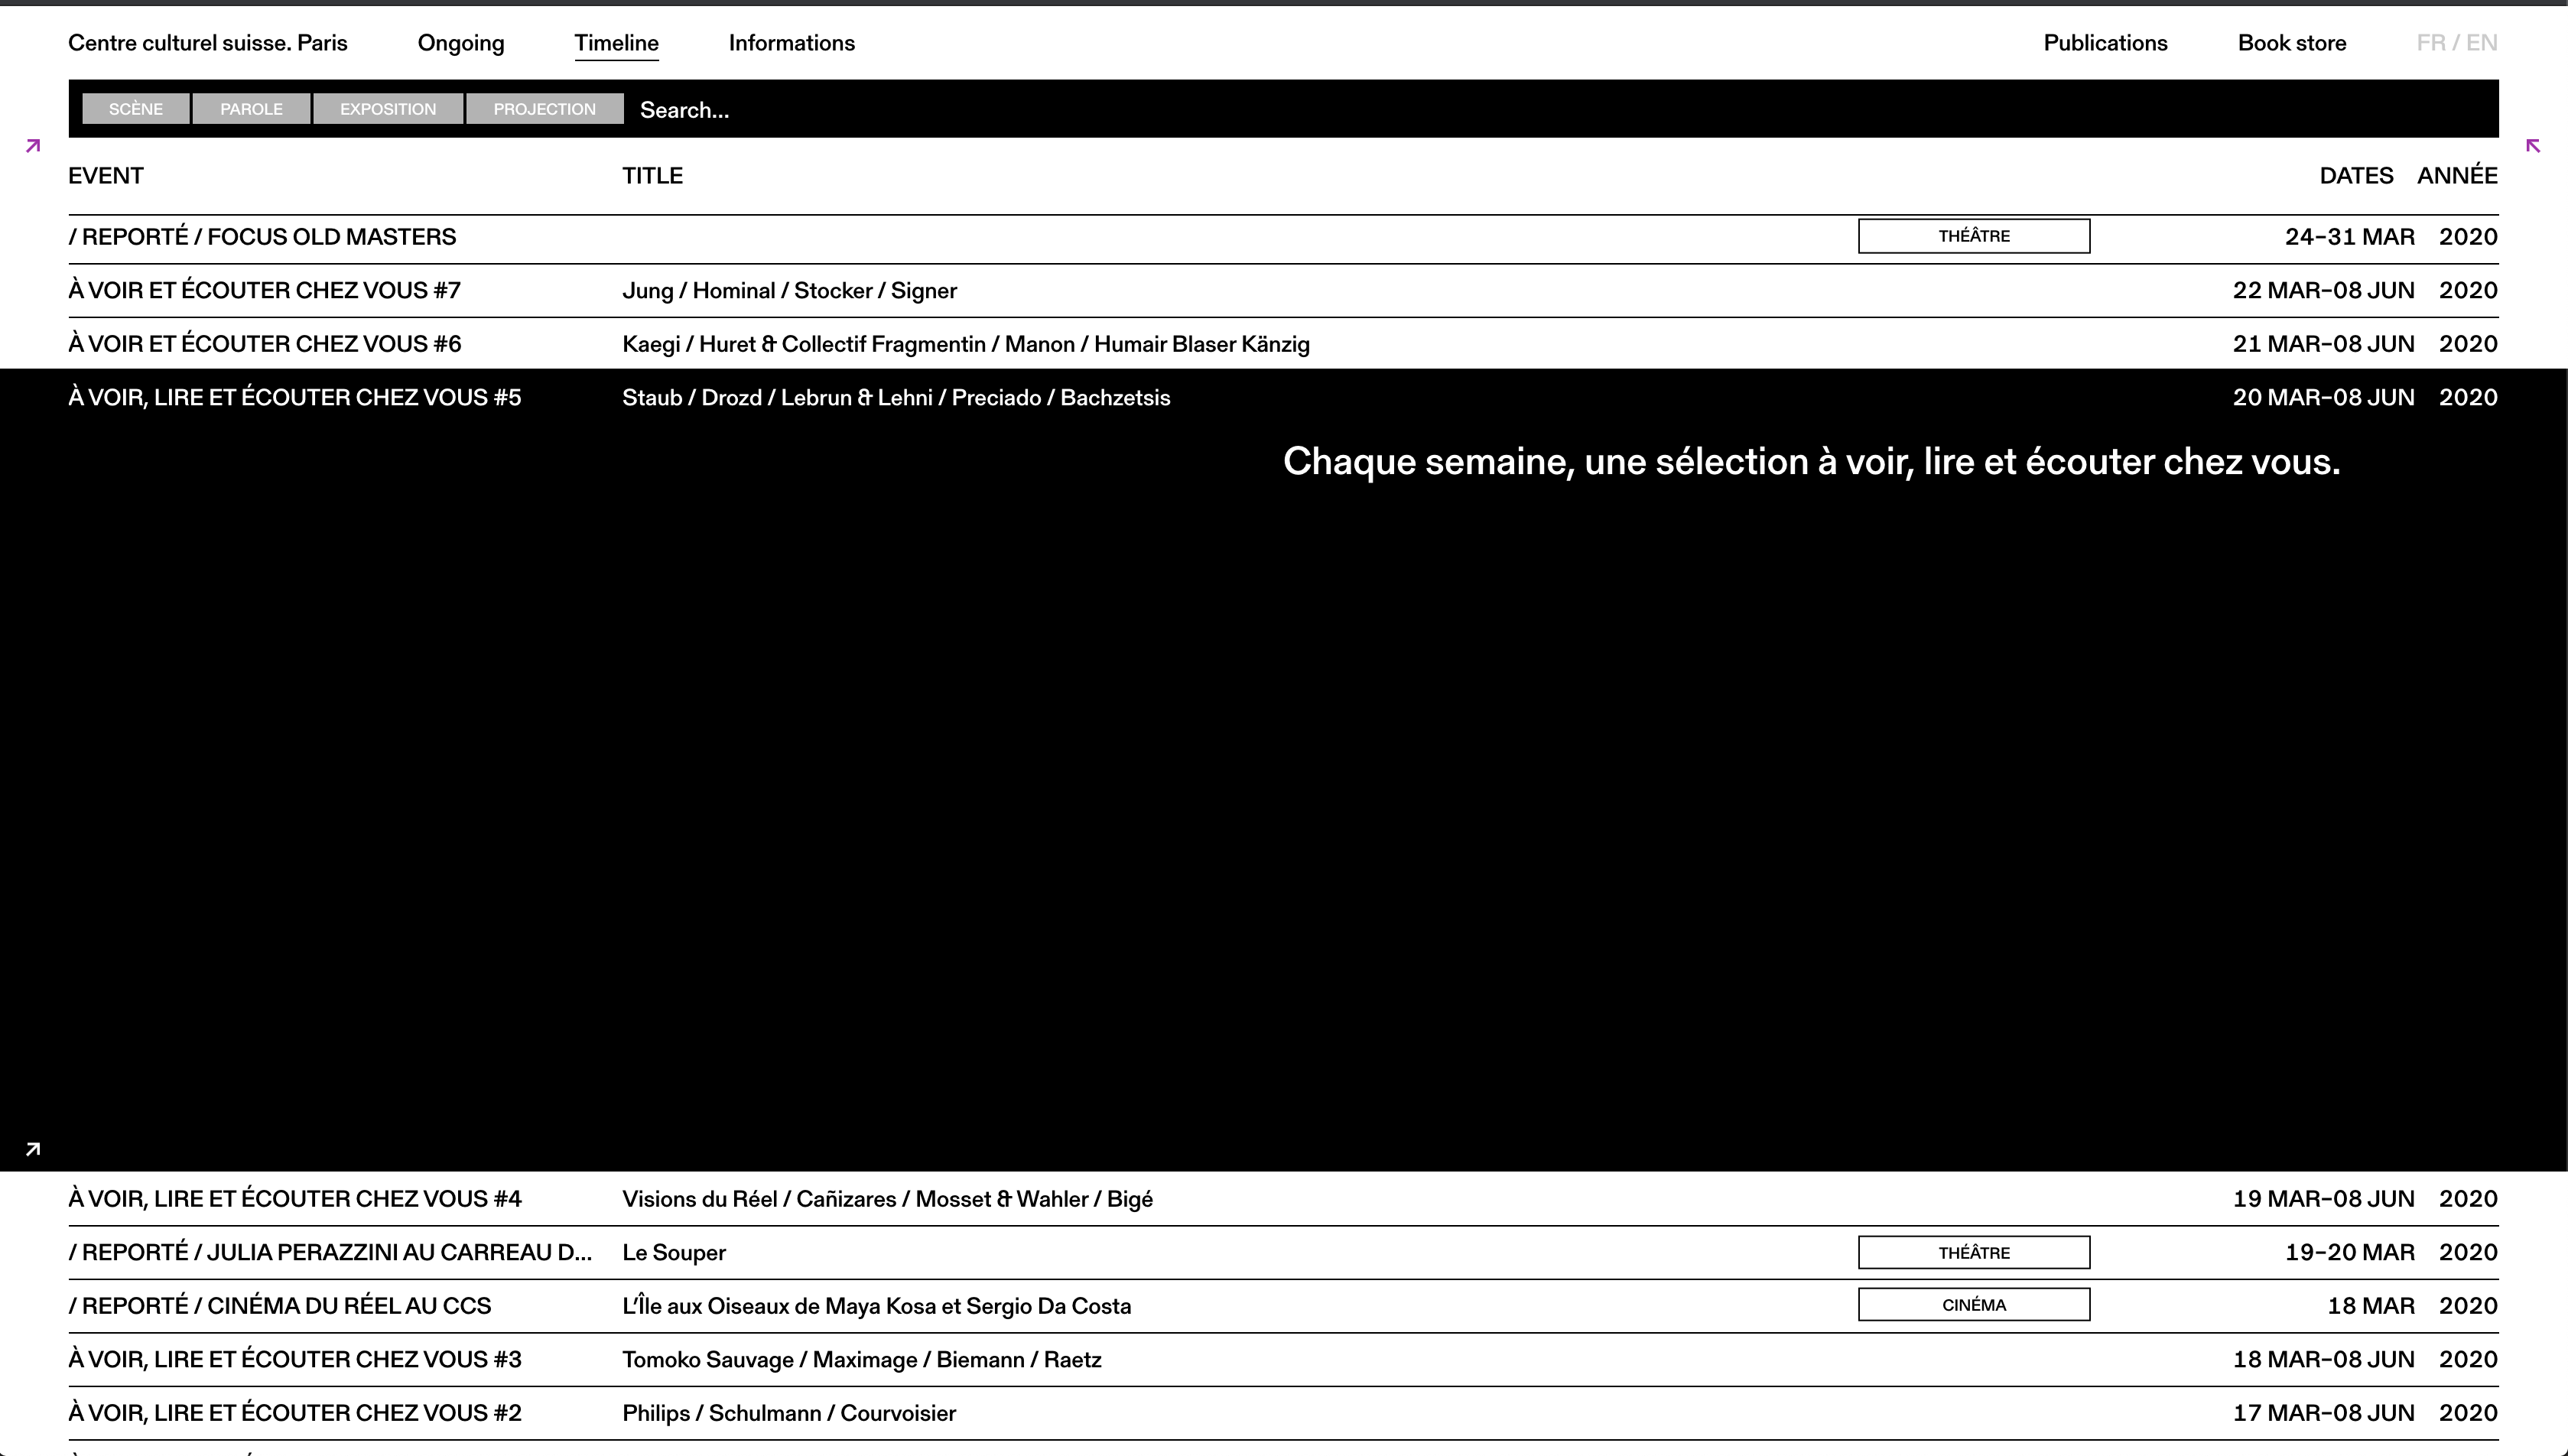 Centre culturel suisse. Paris Ongoing Timeline Informations Publications Book store FR / EN
SCÈNE PAROLE EXPOSITION PROJECTION Search...
EVENT TITLE DATES ANNÉE
/ REPORTÉ / FOCUS OLD MASTERS THÉÂTRE 24–31 MAR 2020
À VOIR ET ÉCOUTER CHEZ VOUS #7 Jung / Hominal / Stocker / Signer 22 MAR–08 JUN 2020
À VOIR ET ÉCOUTER CHEZ VOUS #6 Kaegi / Huret & Collectif Fragmentin / Manon / Humair Blaser Känzig 21 MAR–08 JUN 2020
À VOIR, LIRE ET ÉCOUTER CHEZ VOUS #5 Staub / Drozd / Lebrun & Lehni / Preciado / Bachzetsis 20 MAR–08 JUN 2020
Chaque semaine, une sélection à voir, lire et écouter chez vous.
À VOIR, LIRE ET ÉCOUTER CHEZ VOUS #4 Visions du Réel / Cañizares / Mosset & Wahler / Bigé 19 MAR–08 JUN 2020
/ REPORTÉ / JULIA PERAZZINI AU CARREAU D... Le Souper THÉÂTRE 19–20 MAR 2020
/ REPORTÉ / CINÉMA DU RÉEL AU CCS L'Île aux Oiseaux de Maya Kosa et Sergio Da Costa CINÉMA 18 MAR 2020
À VOIR, LIRE ET ÉCOUTER CHEZ VOUS #3 Tomoko Sauvage / Maximage / Biemann / Raetz 18 MAR–08 JUN 2020
À VOIR, LIRE ET ÉCOUTER CHEZ VOUS #2 Philips / Schulmann / Courvoisier 17 MAR–08 JUN 2020